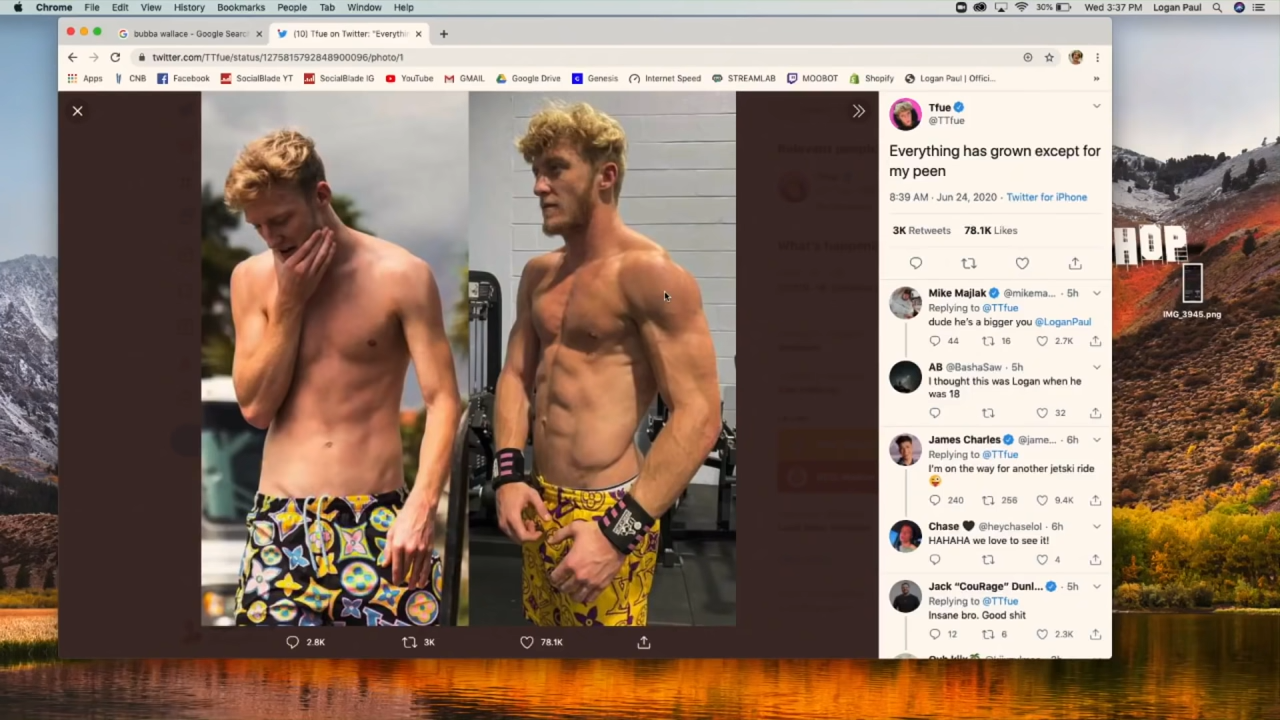 Chrome File Edit View History Bookmarks People Tab Window Help 30% Wed 3:37 PM Logan Paul
bubba wallace - Google Searc
(10) Tfue on Twitter: "Everythi
twitter.com/TTfue/status/1275815792848900096/photo/1
Apps CNB Facebook SocialBlade YT SocialBlade IG YouTube GMAIL Google Drive Genesis Internet Speed STREAMLAB MOOBOT Shopify Logan Paul | Offici...
Tfue
@TTfue
Everything has grown except for
my peen
8:39 AM · Jun 24, 2020 · Twitter for iPhone
3K Retweets 78.1K Likes
Mike Majlak @mikema... · 5h
Replying to @TTfue
dude he's a bigger you @LoganPaul
44 16 2.7K
AB @BashaSaw · 5h
I thought this was Logan when he
was 18
32
James Charles @jame... · 6h
Replying to @TTfue
I'm on the way for another jetski ride
😜
240 256 9.4K
Chase 🖤 @heychaselol · 6h
HAHAHA we love to see it!
4
Jack "CouRage" Dunl... · 5h
Replying to @TTfue
Insane bro. Good shit
12 6 2.3K
2.8K 3K 78.1K
IMG_3945.png